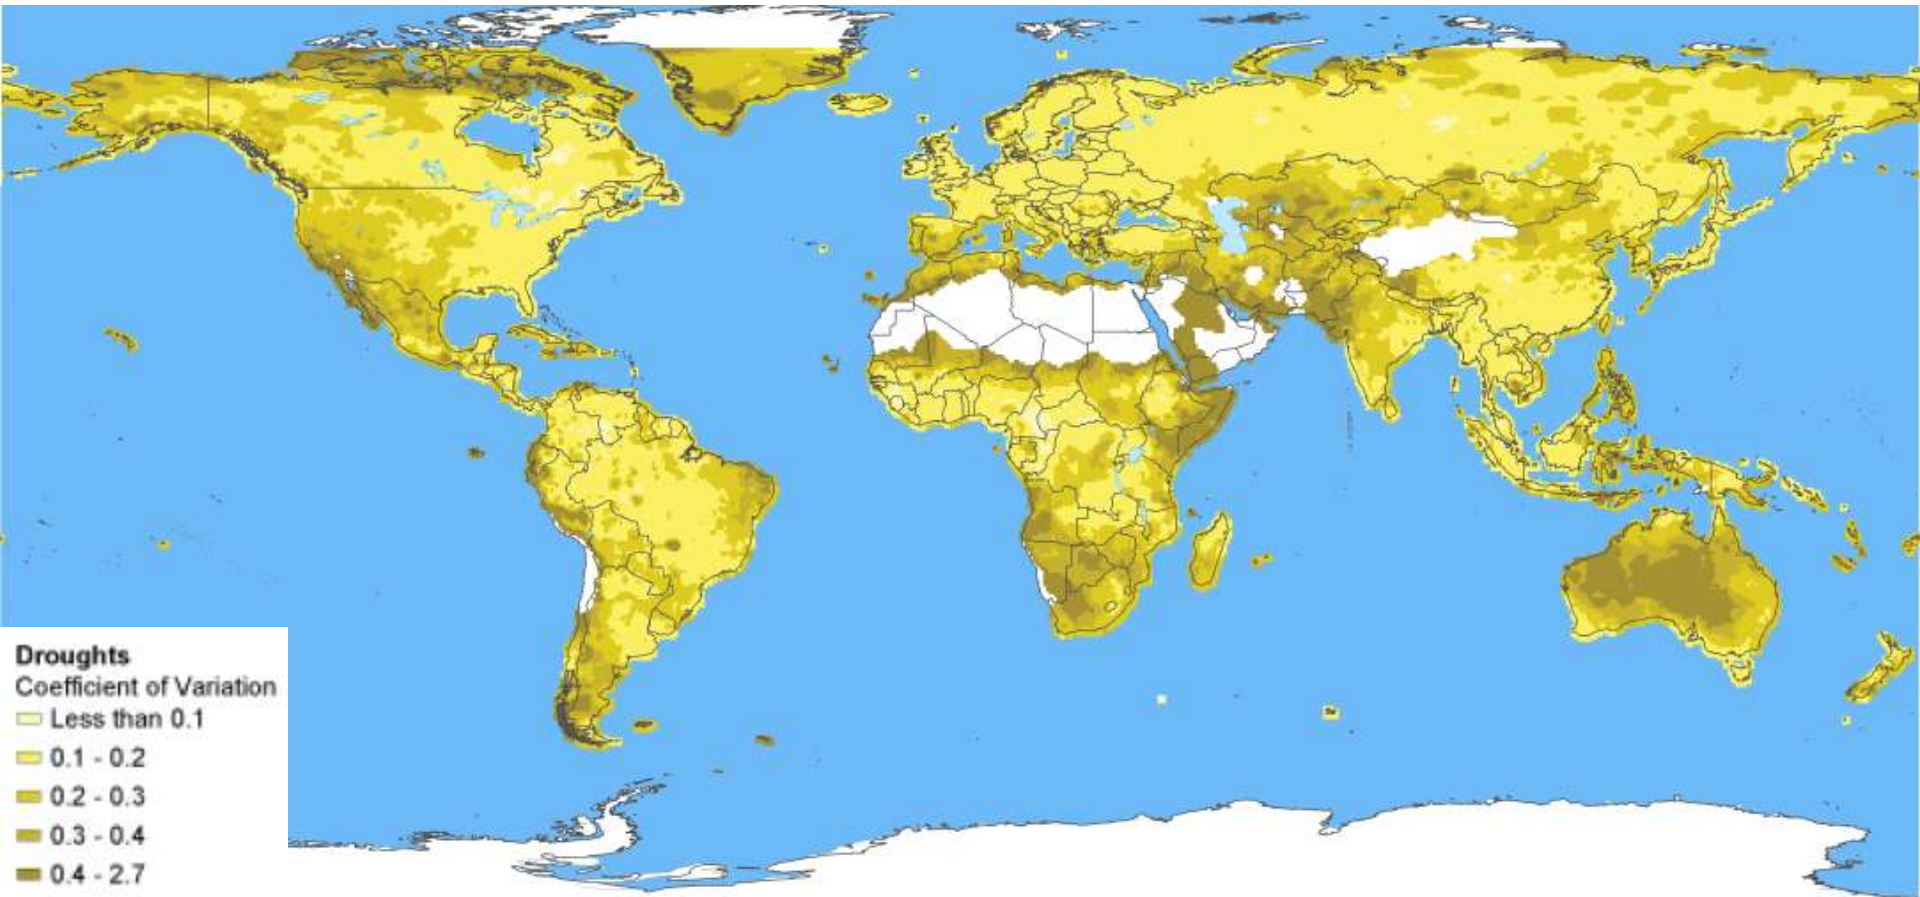 Droughts
Coefficient of Variation
Less than 0.1
0.1 - 0.2
0.2 - 0.3
0.3 - 0.4
0.4 - 2.7